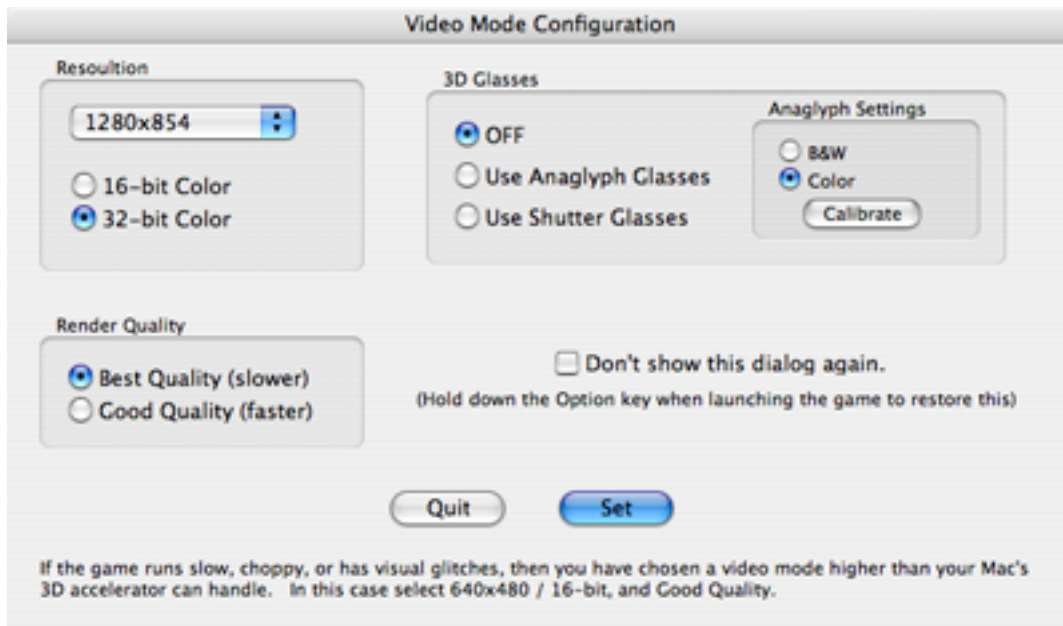 Video Mode Configuration
Resoultion
1280x854
16-bit Color
32-bit Color
3D Glasses
OFF
Use Anaglyph Glasses
Use Shutter Glasses
Anaglyph Settings
B&W
Color
Calibrate
Render Quality
Best Quality (slower)
Good Quality (faster)
Don't show this dialog again.
(Hold down the Option key when launching the game to restore this)
Quit
Set
If the game runs slow, choppy, or has visual glitches, then you have chosen a video mode higher than your Mac's
3D accelerator can handle.   In this case select 640x480 / 16-bit, and Good Quality.